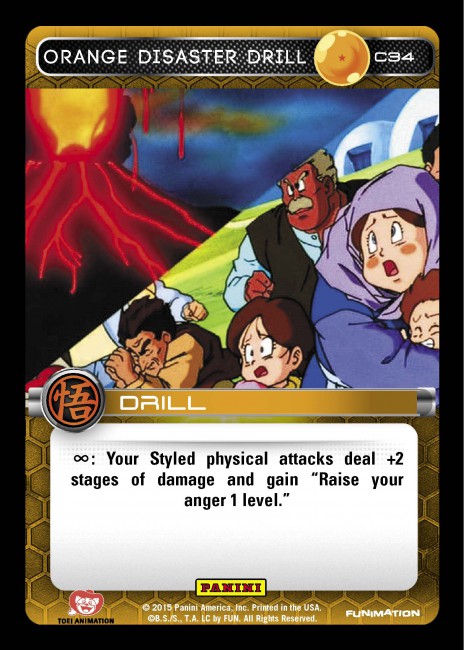 ORANGE DISASTER DRILL C34
悟 DRILL
∞: Your Styled physical attacks deal +2
stages of damage and gain “Raise your
anger 1 level.”
PANINI
© 2015 Panini America, Inc. Printed in the USA.
©B.S./S., T.A. LC by FUN. All Rights Reserved.
TOEI ANIMATION
FUNIMATION